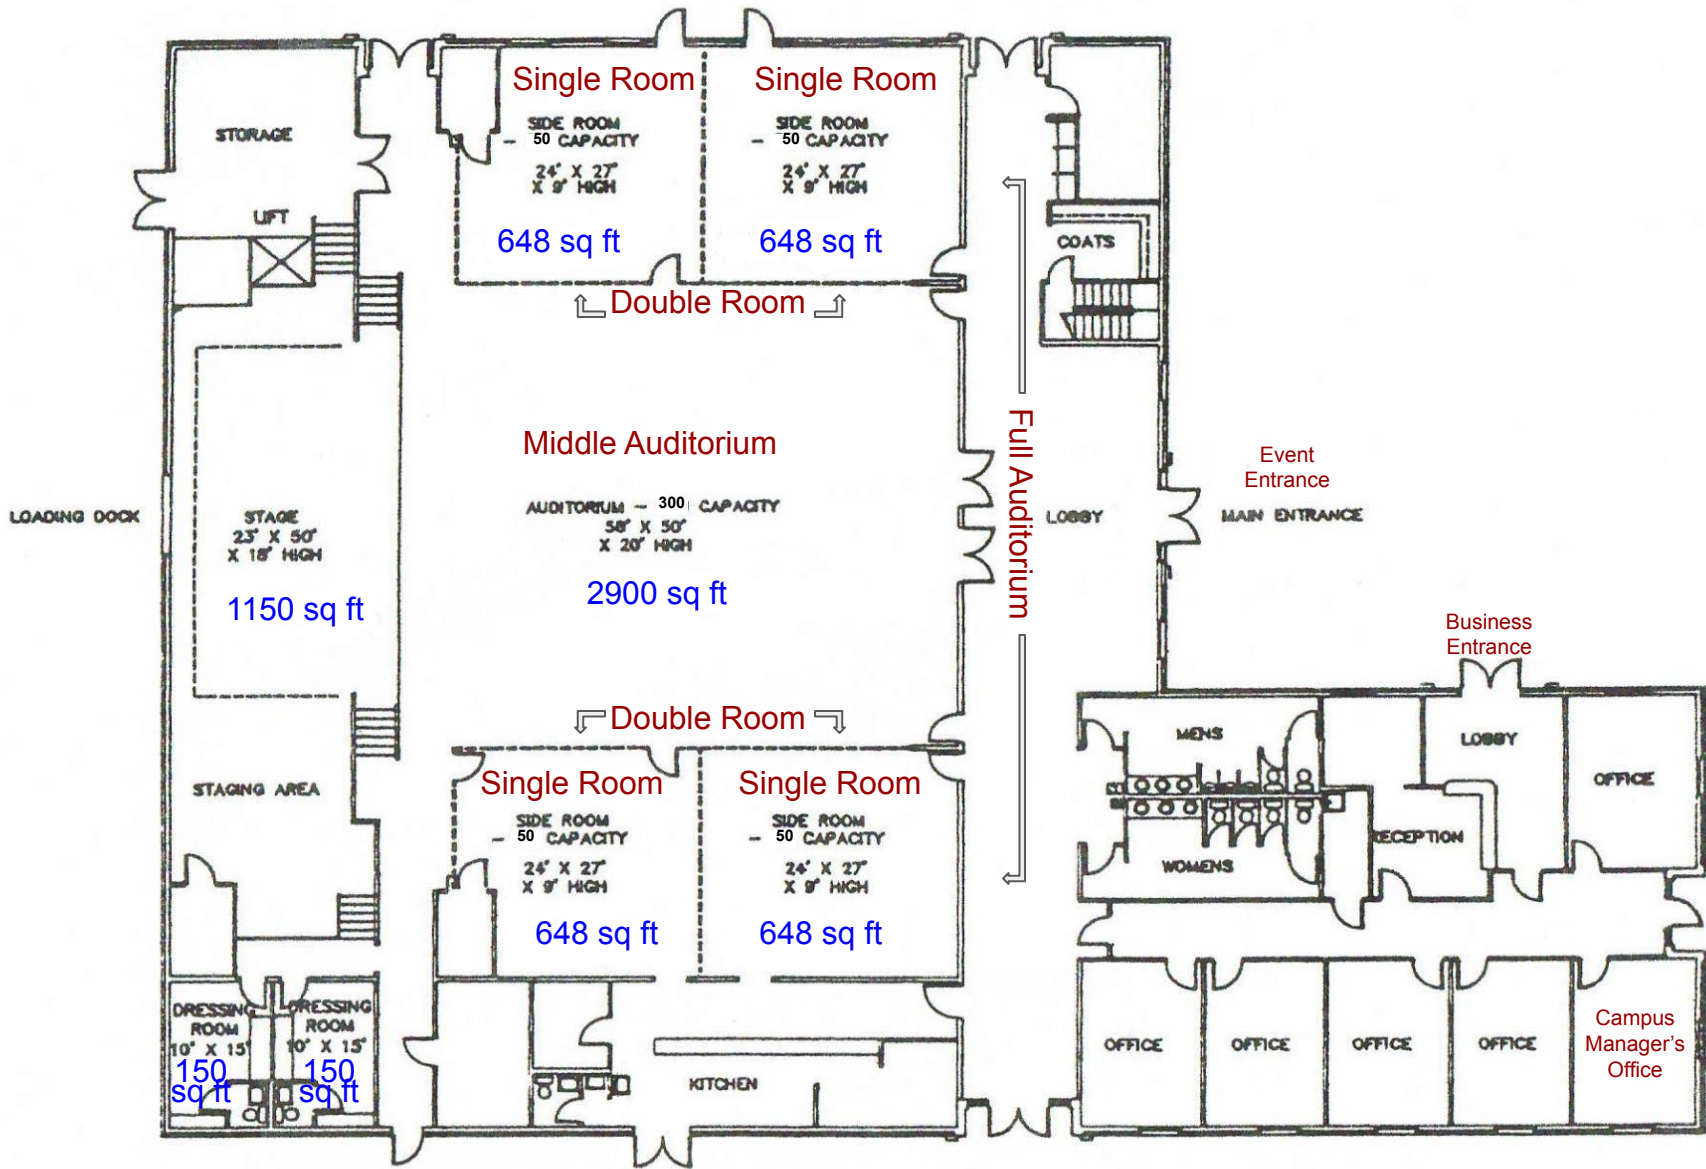 Single Room
Single Room
STORAGE
SIDE ROOM
- 50 CAPACITY
24' X 27'
X 9' HIGH
648 sq ft
SIDE ROOM
- 50 CAPACITY
24' X 27'
X 9' HIGH
648 sq ft
LIFT
COATS
Double Room
Full Auditorium
Middle Auditorium
AUDITORIUM - 300 CAPACITY
58' X 50'
X 20' HIGH
2900 sq ft
LOADING DOCK
STAGE
23' X 50'
X 18' HIGH
1150 sq ft
LOBBY
Event
Entrance
MAIN ENTRANCE
Business
Entrance
Double Room
Single Room
Single Room
STAGING AREA
SIDE ROOM
- 50 CAPACITY
24' X 27'
X 9' HIGH
648 sq ft
SIDE ROOM
- 50 CAPACITY
24' X 27'
X 9' HIGH
648 sq ft
MENS
WOMENS
LOBBY
OFFICE
RECEPTION
DRESSING
ROOM
10' X 15'
150
sq ft
DRESSING
ROOM
10' X 15'
150
sq ft
KITCHEN
OFFICE
OFFICE
OFFICE
OFFICE
Campus
Manager's
Office